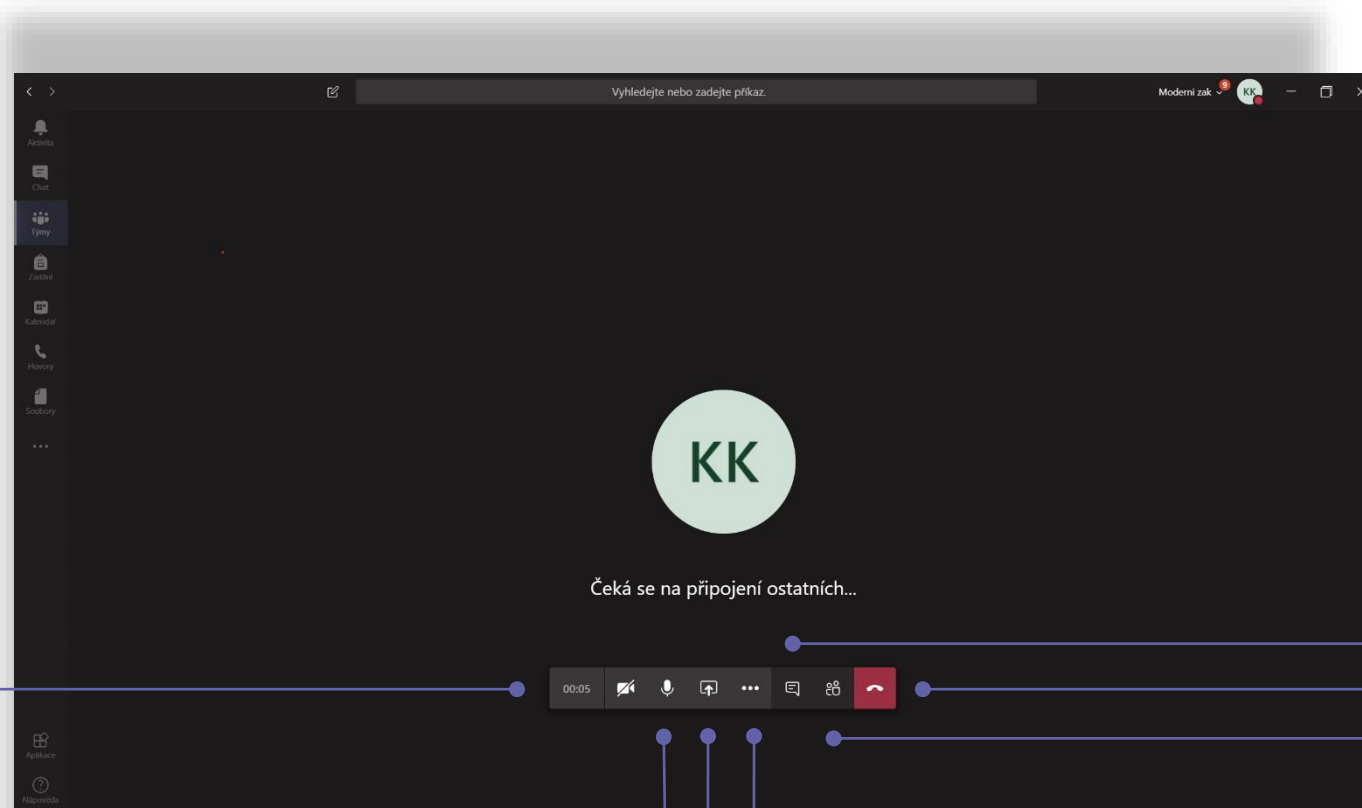 Vyhledejte nebo zadejte příkaz.
Moderni zak
9
KK
Aktivita
Chat
Týmy
Zadání
Kalendář
Hovory
Soubory
KK
Čeká se na připojení ostatních...
00:05
Aplikace
Nápověda